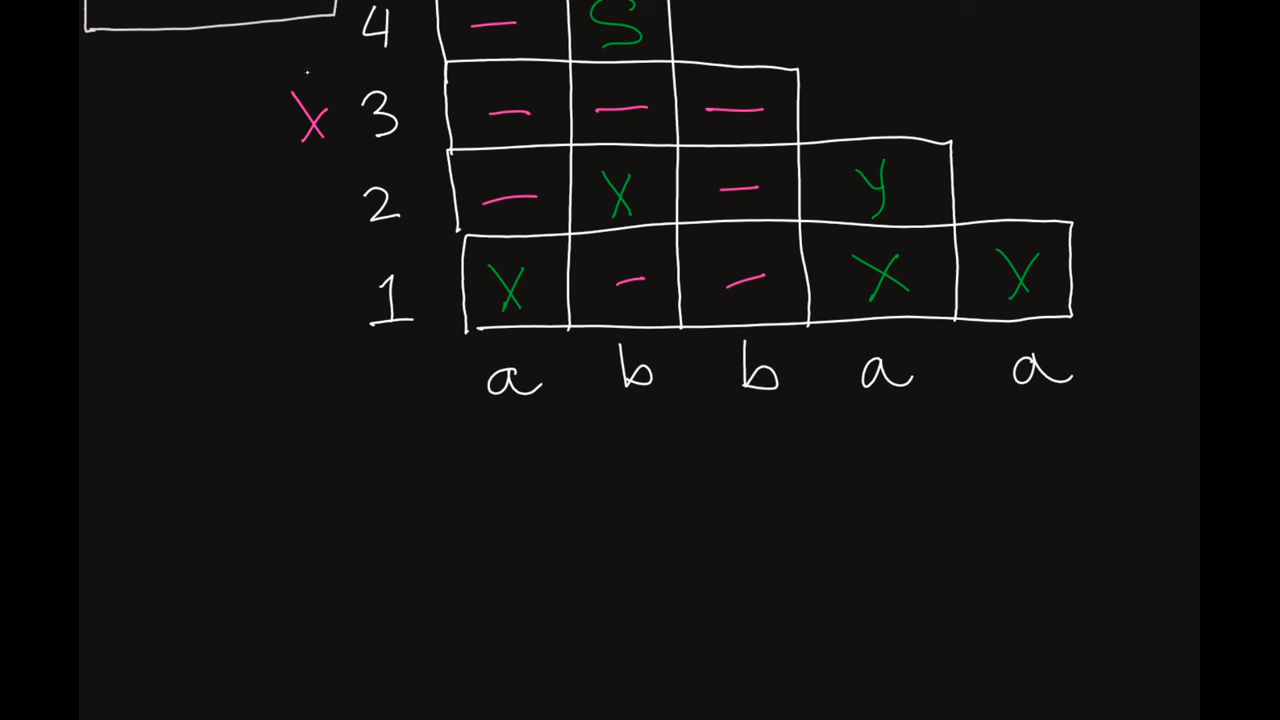 4 — S
X 3 — — —
2 — X — y
1 X - - X X
a b b a a